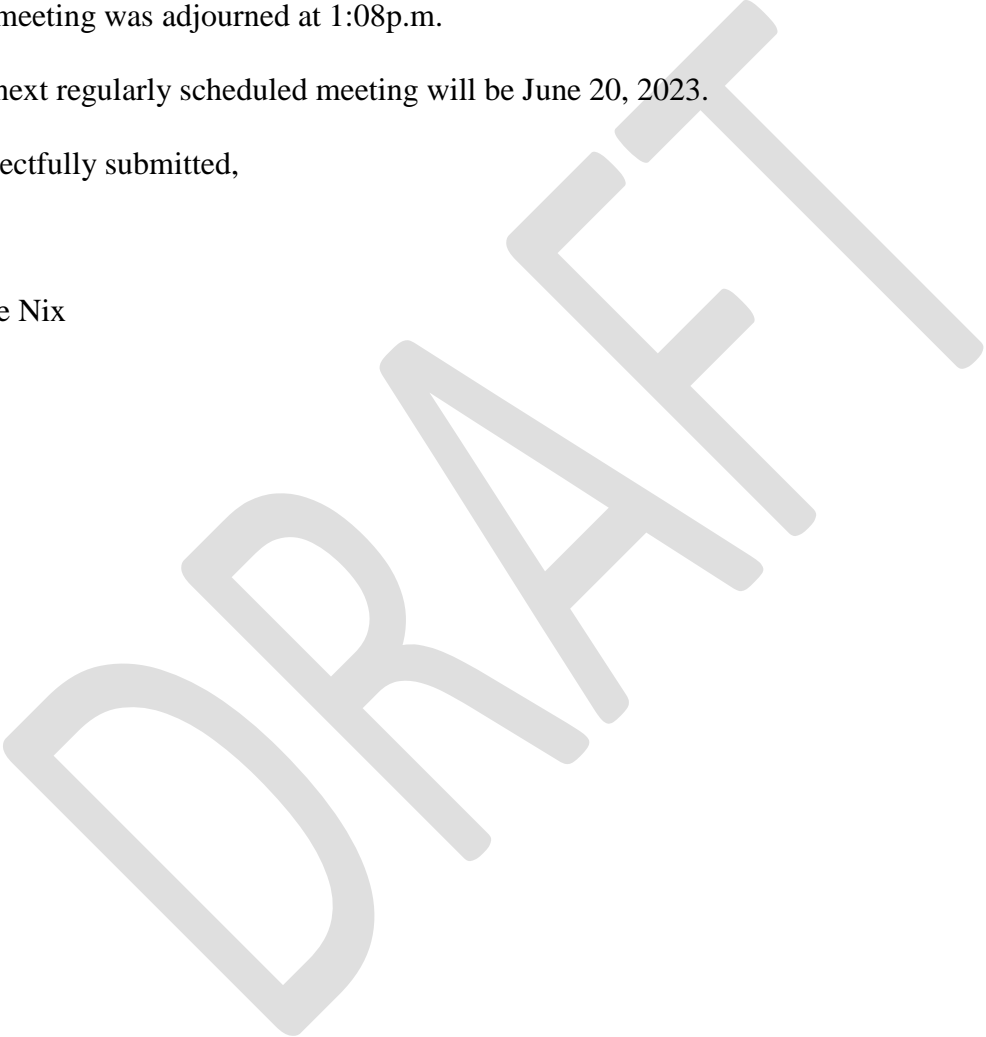 meeting was adjourned at 1:08p.m.
next regularly scheduled meeting will be June 20, 2023.
ectfully submitted,
e Nix
DRAFT